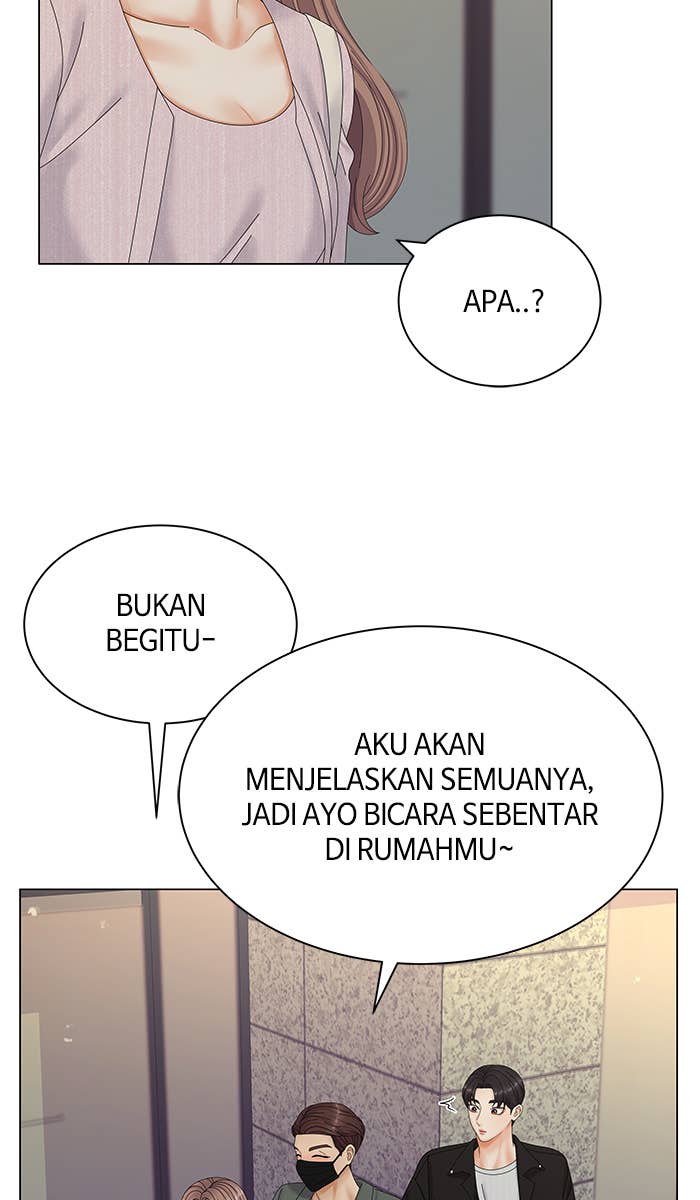 APA..?
BUKAN
BEGITU-
AKU AKAN
MENJELASKAN SEMUANYA,
JADI AYO BICARA SEBENTAR
DI RUMAHMU~